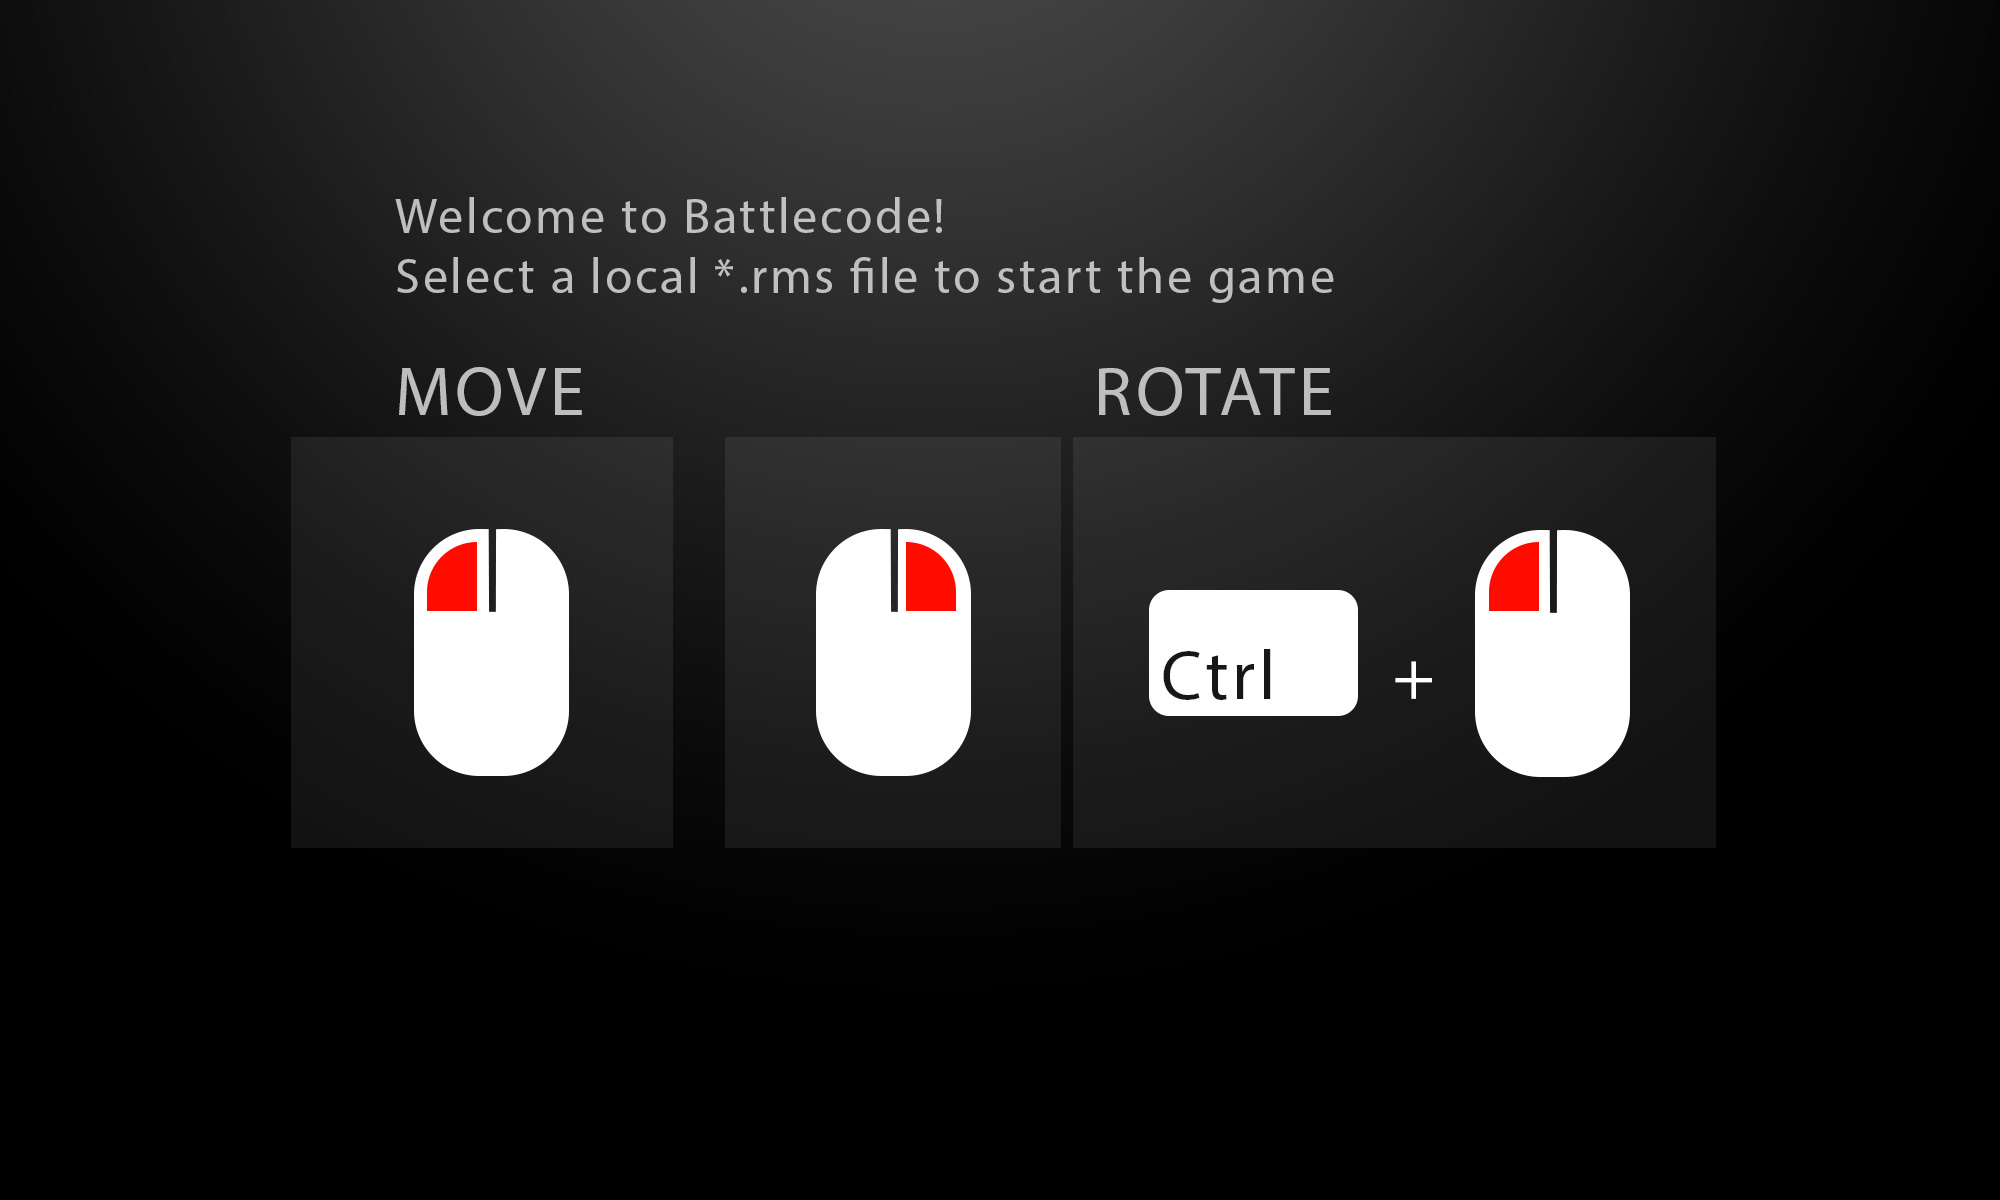 Welcome to Battlecode!
Select a local *.rms file to start the game
MOVE
ROTATE
Ctrl
+